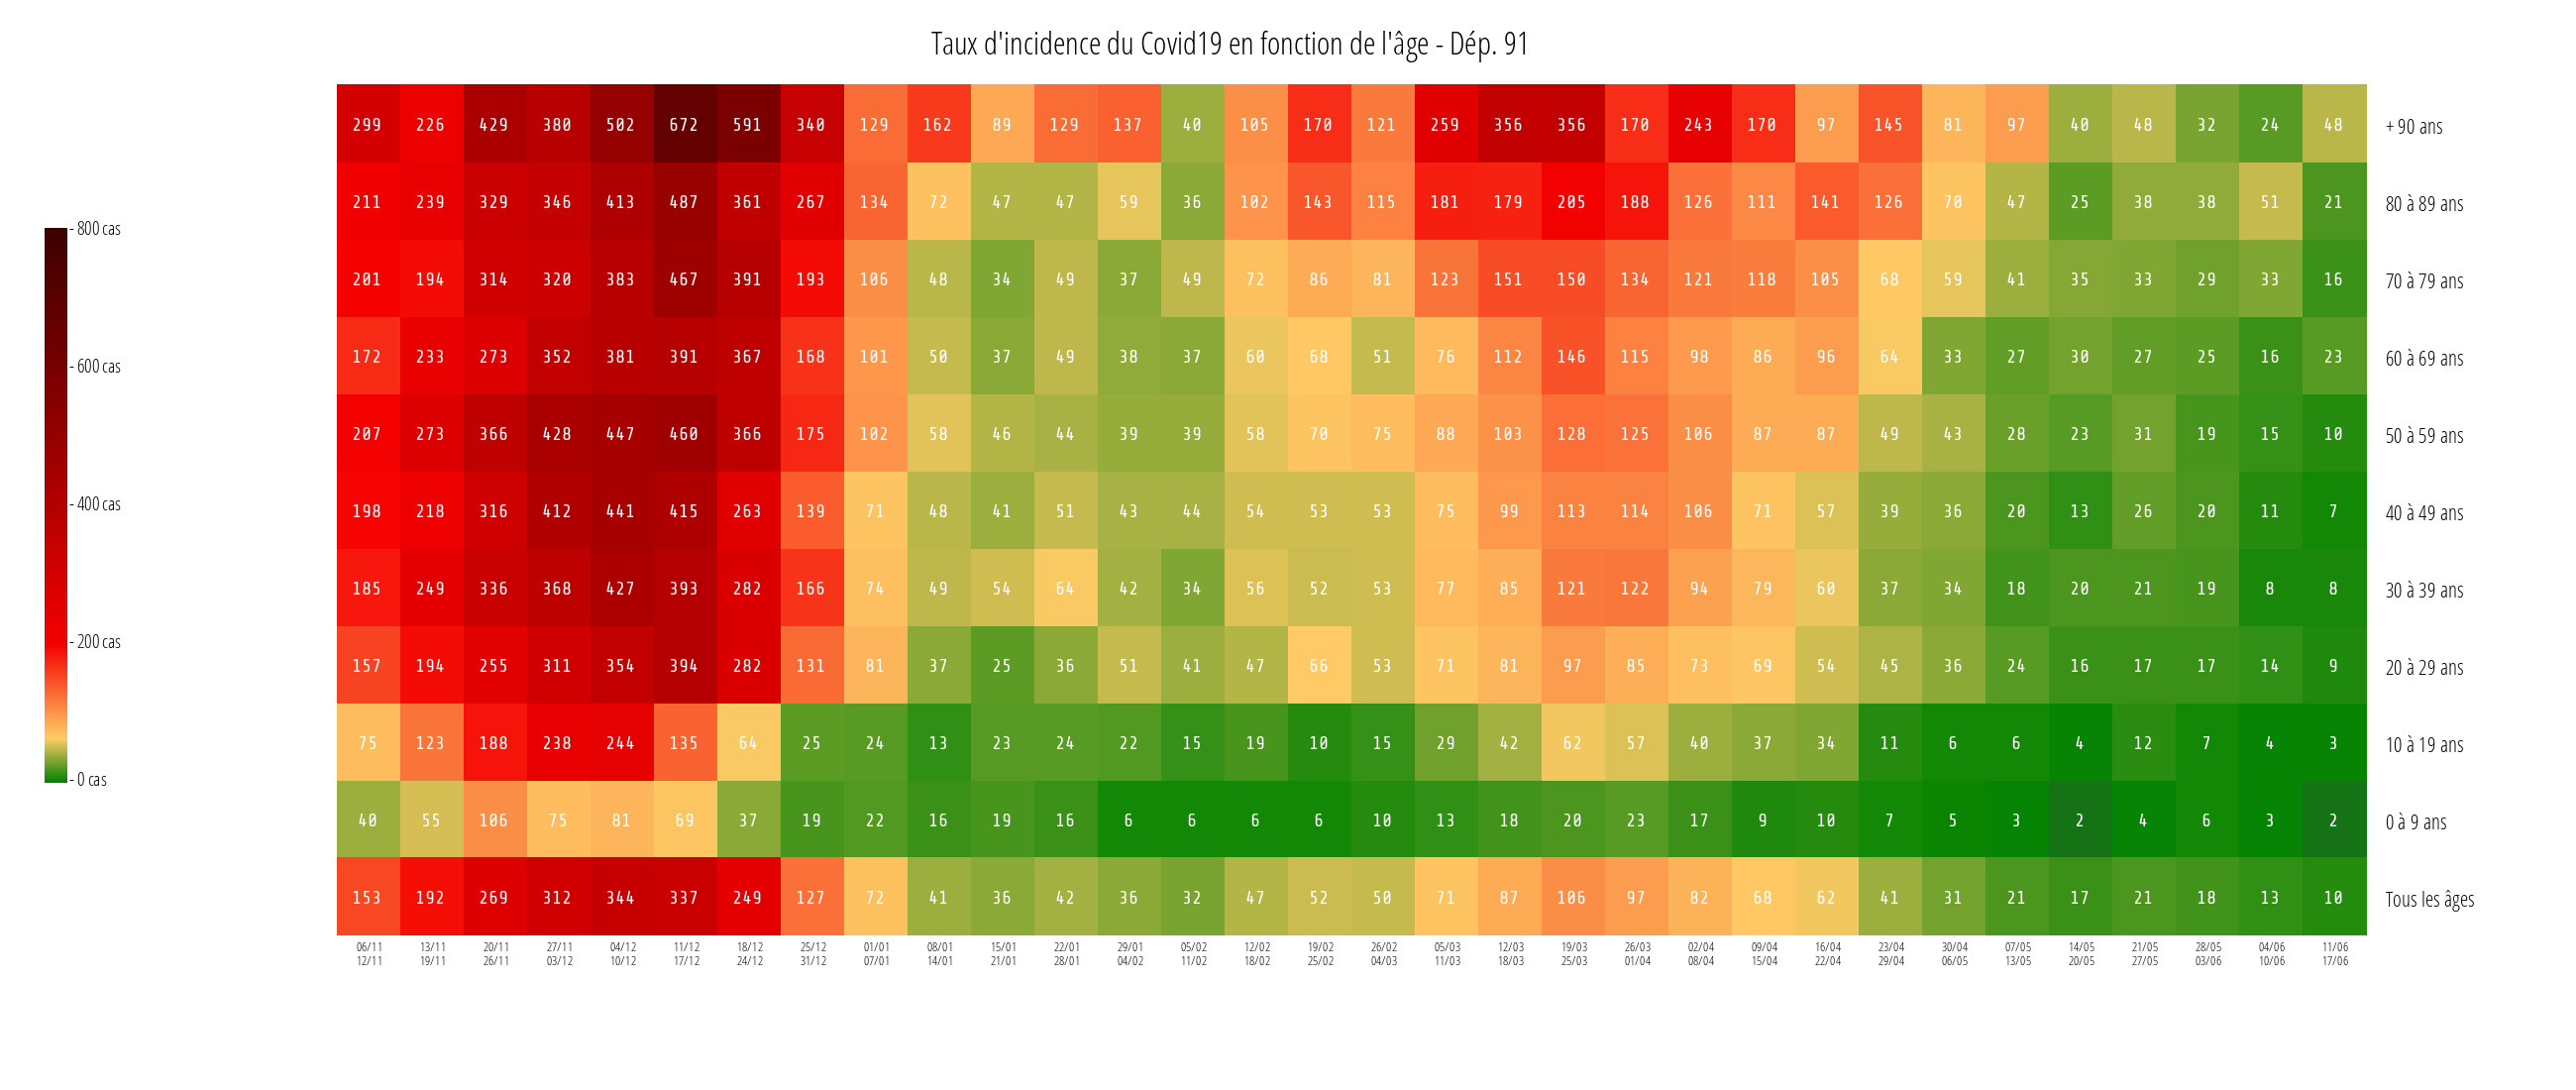 Taux d'incidence du Covid19 en fonction de l'âge - Dép. 91
299 226 429 380 502 672 591 340 129 162 89 129 137 40 105 170 121 259 356 356 170 243 170 97 145 81 97 40 48 32 24 48 + 90 ans
211 239 329 346 413 487 361 267 134 72 47 47 59 36 102 143 115 181 179 205 188 126 111 141 126 70 47 25 38 38 51 21 80 à 89 ans
201 194 314 320 383 467 391 193 106 48 34 49 37 49 72 86 81 123 151 150 134 121 118 105 68 59 41 35 33 29 33 16 70 à 79 ans
172 233 273 352 381 391 367 168 101 50 37 49 38 37 60 68 51 76 112 146 115 98 86 96 64 33 27 30 27 25 16 23 60 à 69 ans
207 273 366 428 447 460 366 175 102 58 46 44 39 39 58 70 75 88 103 128 125 106 87 87 49 43 28 23 31 19 15 10 50 à 59 ans
198 218 316 412 441 415 263 139 71 48 41 51 43 44 54 53 53 75 99 113 114 106 71 57 39 36 20 13 26 20 11 7 40 à 49 ans
185 249 336 368 427 393 282 166 74 49 54 64 42 34 56 52 53 77 85 121 122 94 79 60 37 34 18 20 21 19 8 8 30 à 39 ans
157 194 255 311 354 394 282 131 81 37 25 36 51 41 47 66 53 71 81 97 85 73 69 54 45 36 24 16 17 17 14 9 20 à 29 ans
75 123 188 238 244 135 64 25 24 13 23 24 22 15 19 10 15 29 42 62 57 40 37 34 11 6 6 4 12 7 4 3 10 à 19 ans
40 55 106 75 81 69 37 19 22 16 19 16 6 6 6 6 10 13 18 20 23 17 9 10 7 5 3 2 4 6 3 2 0 à 9 ans
153 192 269 312 344 337 249 127 72 41 36 42 36 32 47 52 50 71 87 106 97 82 68 62 41 31 21 17 21 18 13 10 Tous les âges
06/11 13/11 20/11 27/11 04/12 11/12 18/12 25/12 01/01 08/01 15/01 22/01 29/01 05/02 12/02 19/02 26/02 05/03 12/03 19/03 26/03 02/04 09/04 16/04 23/04 30/04 07/05 14/05 21/05 28/05 04/06 11/06
12/11 19/11 26/11 03/12 10/12 17/12 24/12 31/12 07/01 14/01 21/01 28/01 04/02 11/02 18/02 25/02 04/03 11/03 18/03 25/03 01/04 08/04 15/04 22/04 29/04 06/05 13/05 20/05 27/05 03/06 10/06 17/06
- 800 cas
- 600 cas
- 400 cas
- 200 cas
- 0 cas